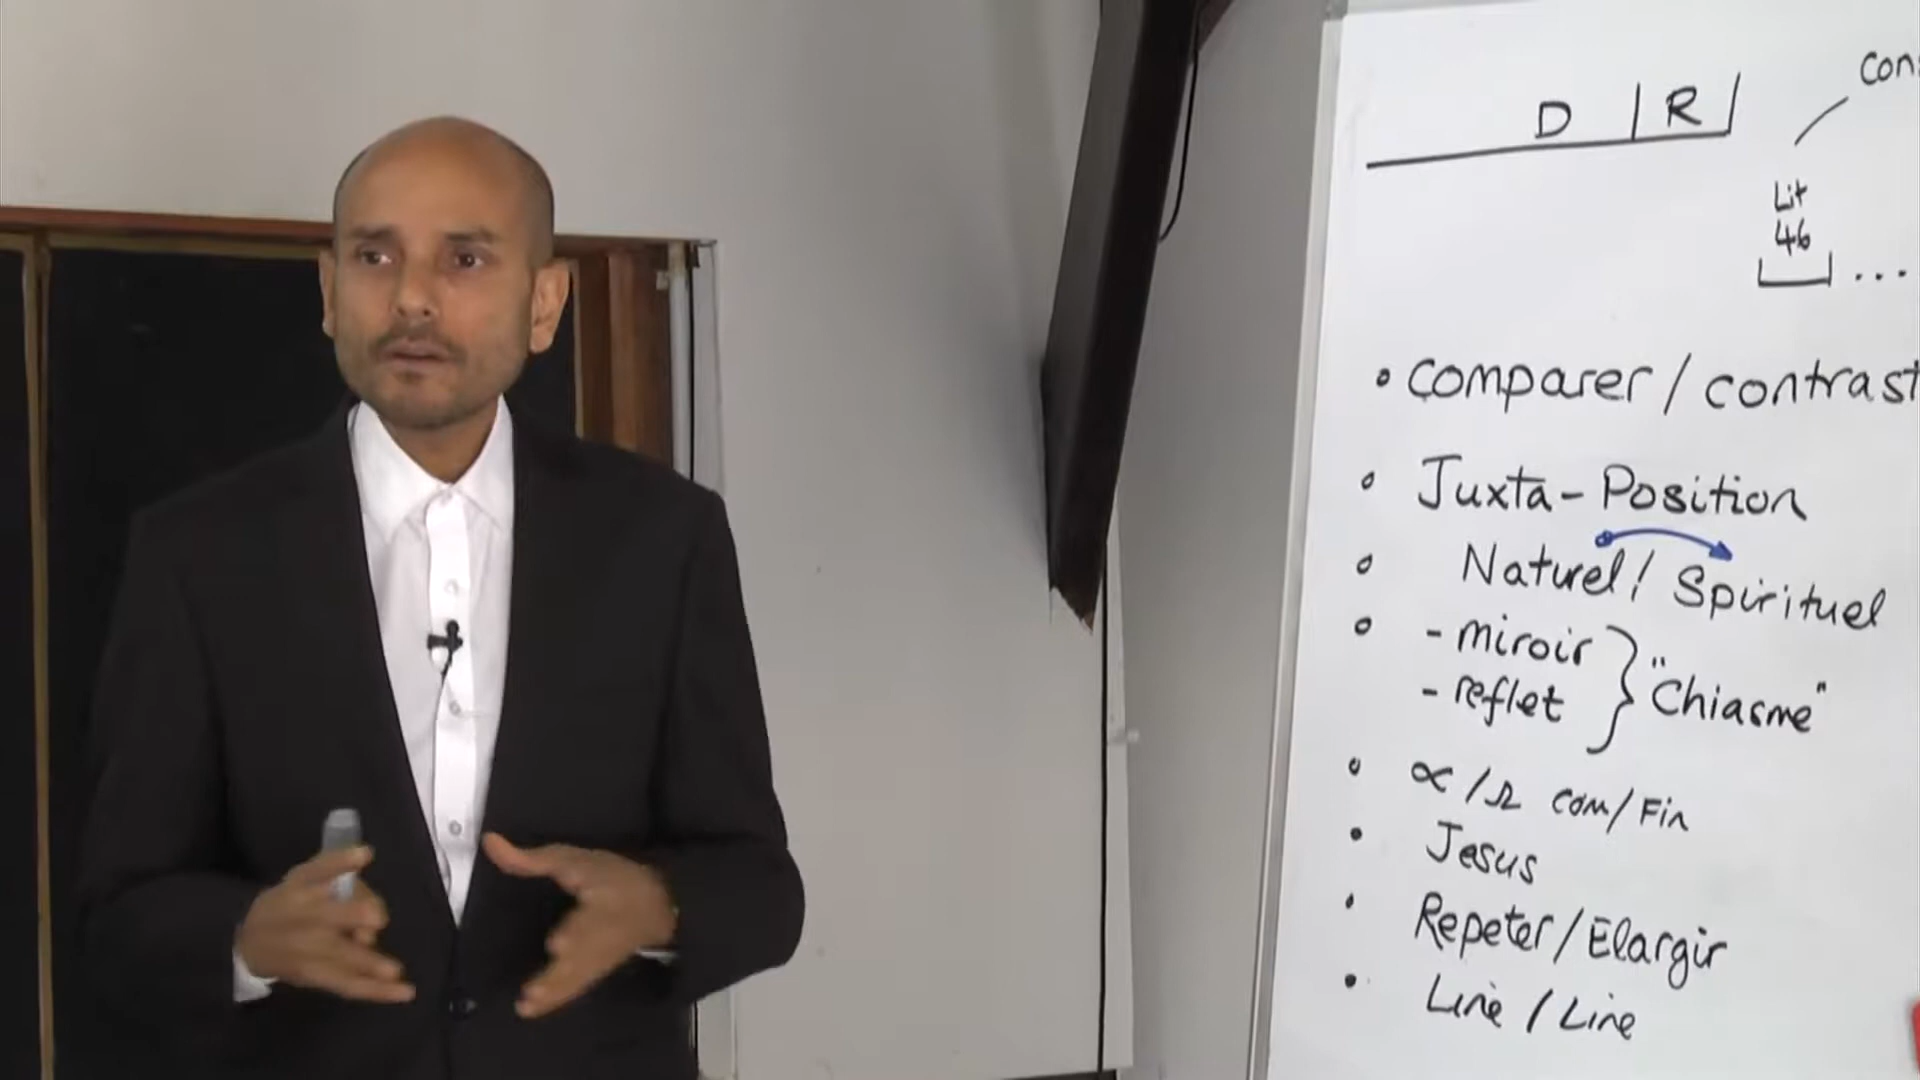 Con
D | R |
Lit
46
...
• Comparer / contrast
• Juxta-Position
• Naturel / Spirituel
• - miroir
- reflet } "Chiasme"
• α / Ω com / Fin
• Jesus
• Repeter / Elargir
• Line / Line